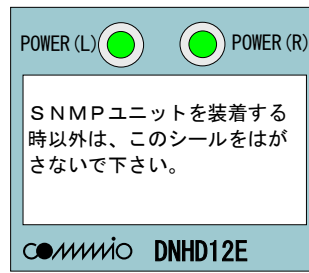 POWER(L) POWER(R)
SNMPユニットを装着する
時以外は、このシールをはが
さないで下さい。
commio DNHD12E